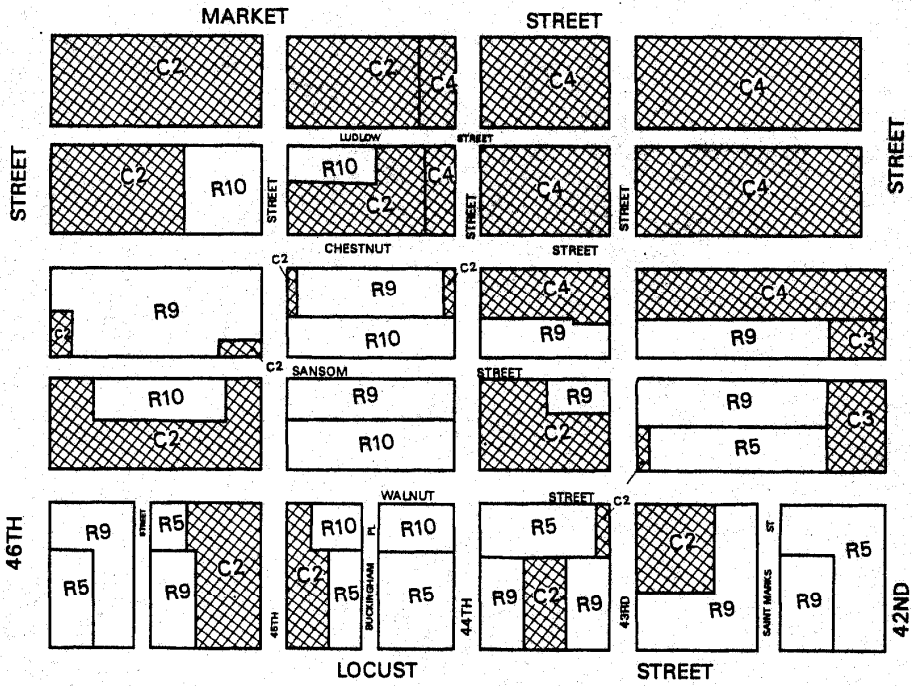 MARKET STREET
C2 C2 C4 C4 C4
LUDLOW STREET
STREET STREET
C2 R10 R10 C2 C4 C4 C4
STREET STREET STREET
CHESTNUT STREET
C2 C2
R9 R9 C4 C4
C2 R10 R9 R9 C3
C2 SANSOM STREET
R10 R9 R9 R9 C3
C2 R10 C2 R5
WALNUT STREET C2
R9 STREET R5 R10 PL R10 R5 C2 ST R5
R5 R9 C2 C2 R5 R5 R9 C2 R9 R9 R9
46TH 45TH BUCKINGHAM 44TH 43RD SAINT MARKS 42ND
LOCUST STREET